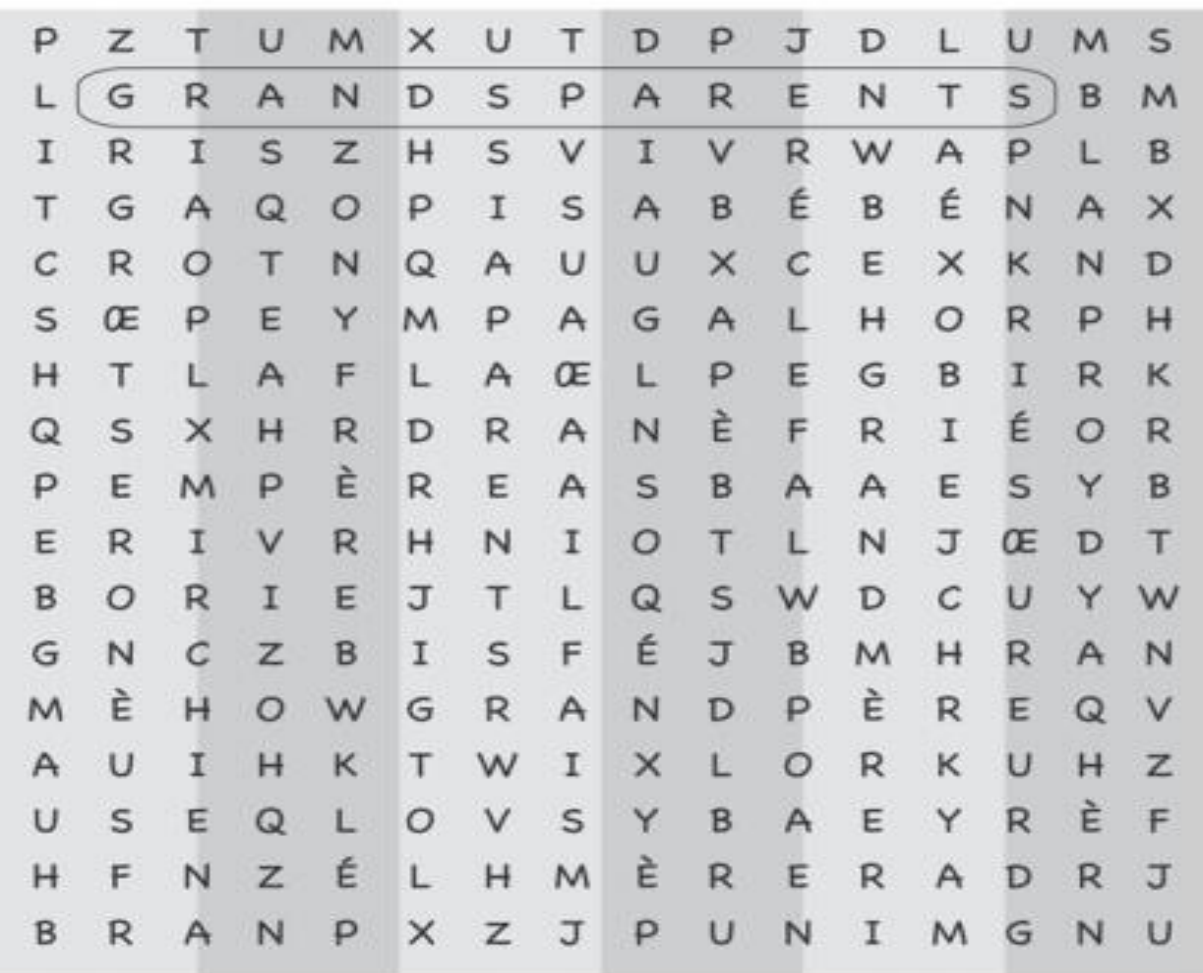 P Z T U M X U T D P J D L U M S
L G R A N D S P A R E N T S B M
I R I S Z H S V I V R W A P L B
T G A Q O P I S A B É B É N A X
C R O T N Q A U U X C E X K N D
S Œ P E Y M P A G A L H O R P H
H T L A F L A Œ L P E G B I R K
Q S X H R D R A N È F R I É O R
P E M P È R E A S B A A E S Y B
E R I V R H N I O T L N J Œ D T
B O R I E J T L Q S W D C U Y W
G N C Z B I S F É J B M H R A N
M È H O W G R A N D P È R E Q V
A U I H K T W I X L O R K U H Z
U S E Q L O V S Y B A E Y R È F
H F N Z É L H M È R E R A D R J
B R A N P X Z J P U N I M G N U